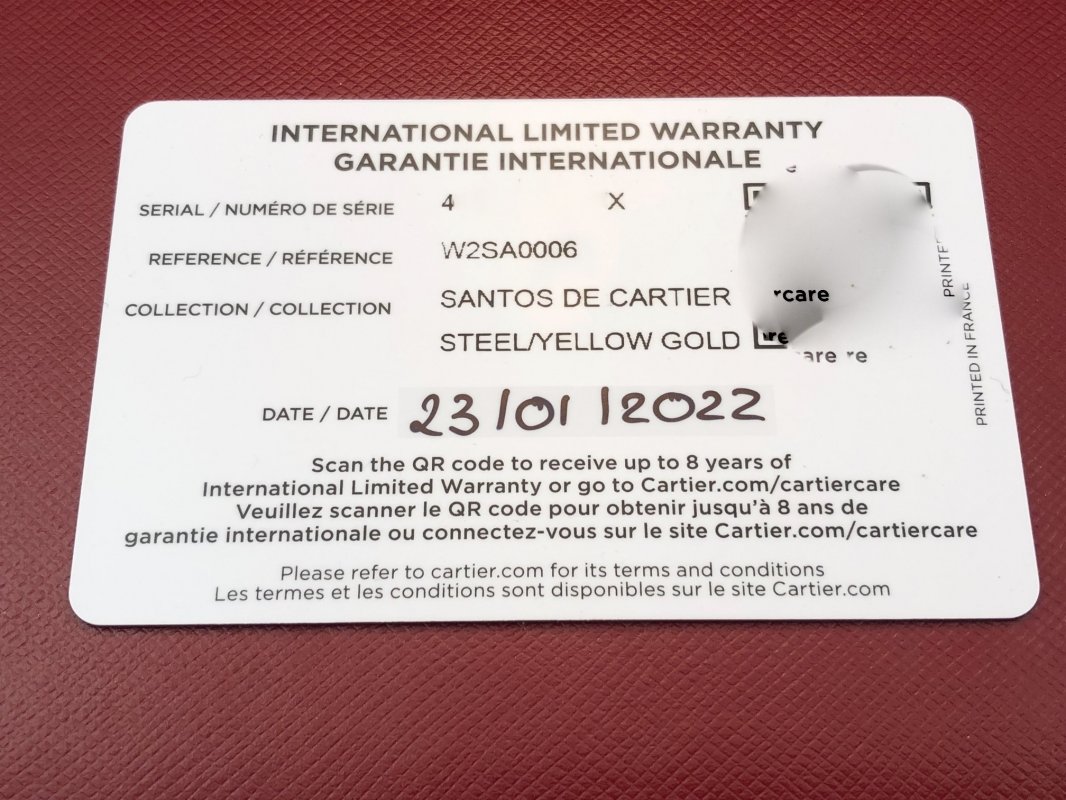 INTERNATIONAL LIMITED WARRANTY
GARANTIE INTERNATIONALE
SERIAL / NUMÉRO DE SÉRIE 4 X
REFERENCE / RÉFÉRENCE W2SA0006
COLLECTION / COLLECTION SANTOS DE CARTIER
STEEL/YELLOW GOLD
rcare
are re
PRINTED IN FRANCE
DATE / DATE 23/01/2022
Scan the QR code to receive up to 8 years of
International Limited Warranty or go to Cartier.com/cartiercare
Veuillez scanner le QR code pour obtenir jusqu'à 8 ans de
garantie internationale ou connectez-vous sur le site Cartier.com/cartiercare
Please refer to cartier.com for its terms and conditions
Les termes et les conditions sont disponibles sur le site Cartier.com